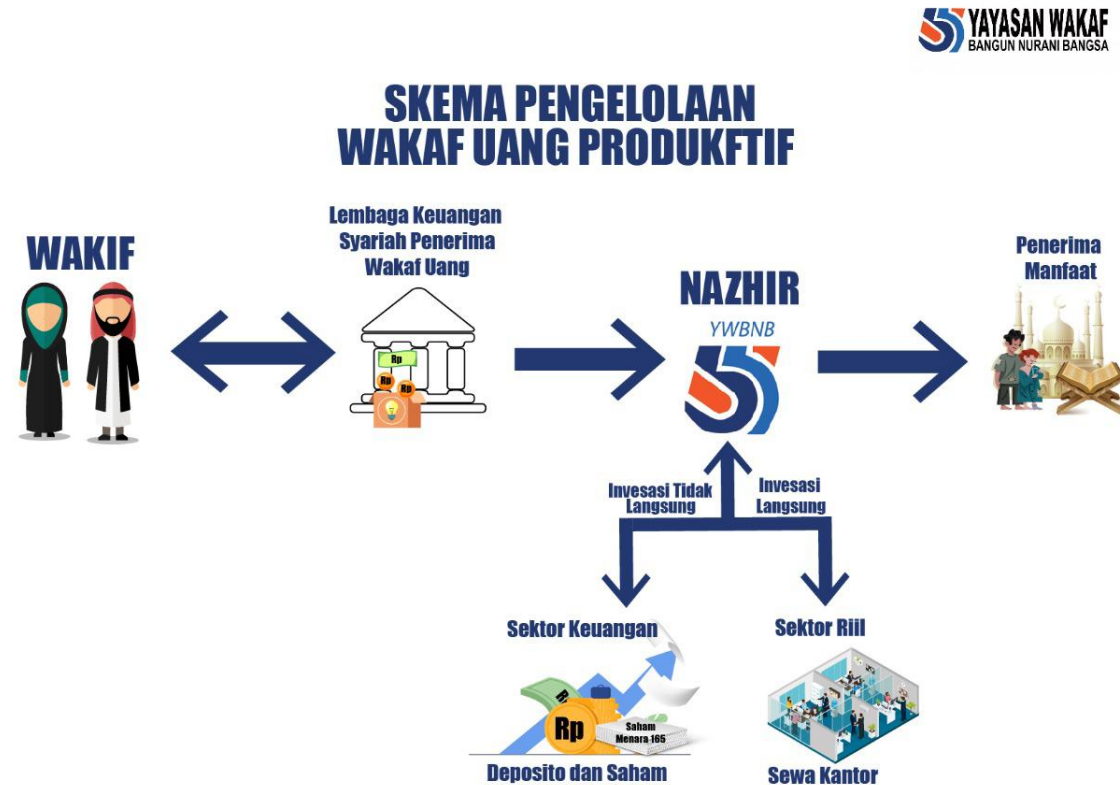 YAYASAN WAKAF
BANGUN NURANI BANGSA
SKEMA PENGELOLAAN
WAKAF UANG PRODUKFTIF
WAKIF
Lembaga Keuangan
Syariah Penerima
Wakaf Uang
Rp
Rp
Rp
NAZHIR
YWBNB
Penerima
Manfaat
Invesasi Tidak
Langsung
Invesasi
Langsung
Sektor Keuangan
Rp
Rp
Saham
Menara 165
Deposito dan Saham
Sektor Riil
Sewa Kantor